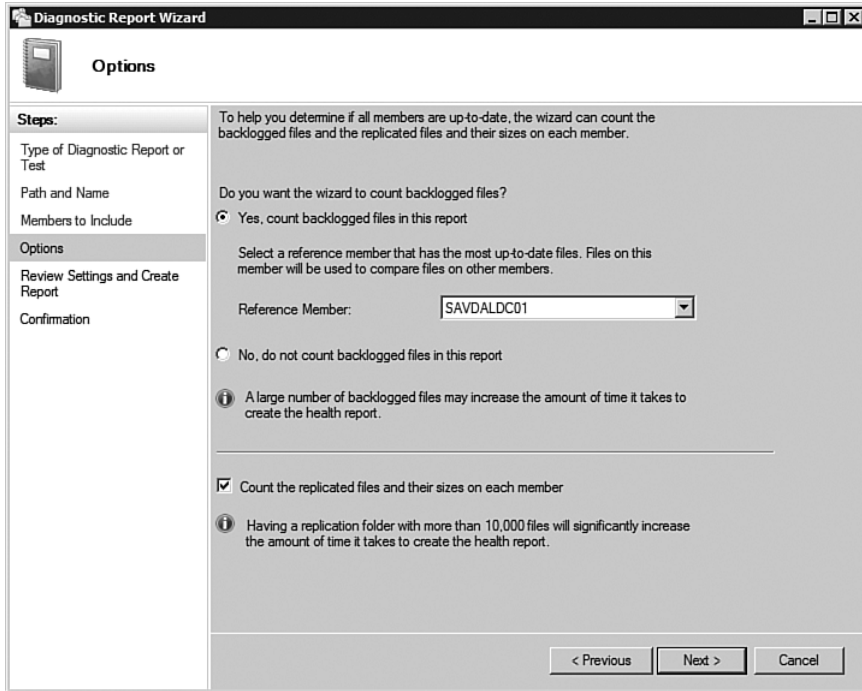 Diagnostic Report Wizard
Options
Steps:
Type of Diagnostic Report or
Test
Path and Name
Members to Include
Options
Review Settings and Create
Report
Confirmation
To help you determine if all members are up-to-date, the wizard can count the
backlogged files and the replicated files and their sizes on each member.
Do you want the wizard to count backlogged files?
Yes, count backlogged files in this report
Select a reference member that has the most up-to-date files. Files on this
member will be used to compare files on other members.
Reference Member: SAVDALDC01
No, do not count backlogged files in this report
A large number of backlogged files may increase the amount of time it takes to
create the health report.
Count the replicated files and their sizes on each member
Having a replication folder with more than 10,000 files will significantly increase
the amount of time it takes to create the health report.
< Previous Next > Cancel